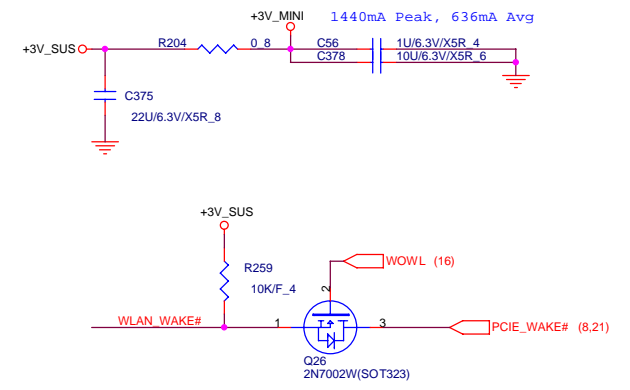 +3V_MINI 1440mA Peak, 636mA Avg
+3V_SUS R204 0_8 C56 1U/6.3V/X5R_4
C378 10U/6.3V/X5R_6
C375
22U/6.3V/X5R_8
+3V_SUS
R259
10K/F_4
WOWL (16)
2
WLAN_WAKE# 1 3 PCIE_WAKE# (8,21)
Q26
2N7002W(SOT323)